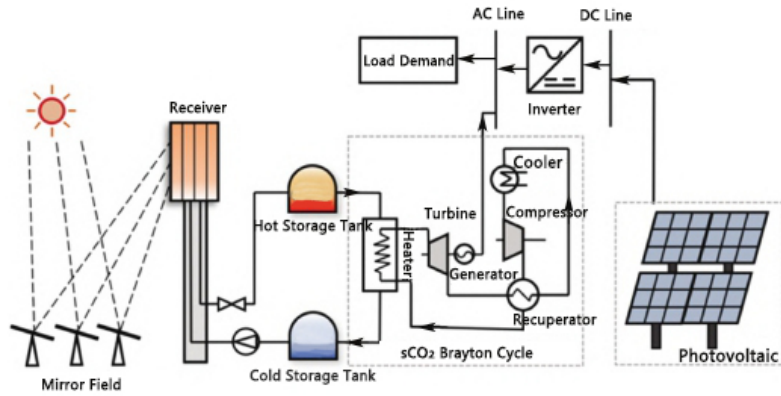 AC Line
DC Line
Load Demand
Inverter
Receiver
Cooler
Hot Storage Tank
Turbine
Compressor
Heater
Generator
Recuperator
sCO₂ Brayton Cycle
Cold Storage Tank
Mirror Field
Photovoltaic